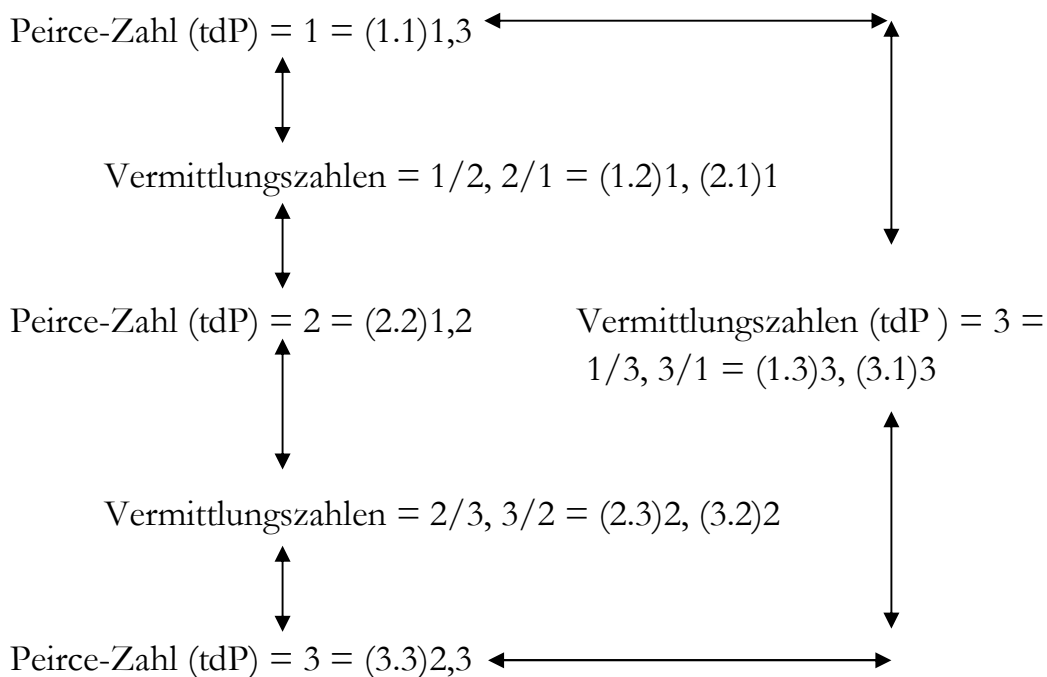 Peirce-Zahl (tdP) = 1 = (1.1)1,3
Vermittlungszahlen = 1/2, 2/1 = (1.2)1, (2.1)1
Peirce-Zahl (tdP) = 2 = (2.2)1,2
Vermittlungszahlen (tdP ) = 3 =
1/3, 3/1 = (1.3)3, (3.1)3
Vermittlungszahlen = 2/3, 3/2 = (2.3)2, (3.2)2
Peirce-Zahl (tdP) = 3 = (3.3)2,3